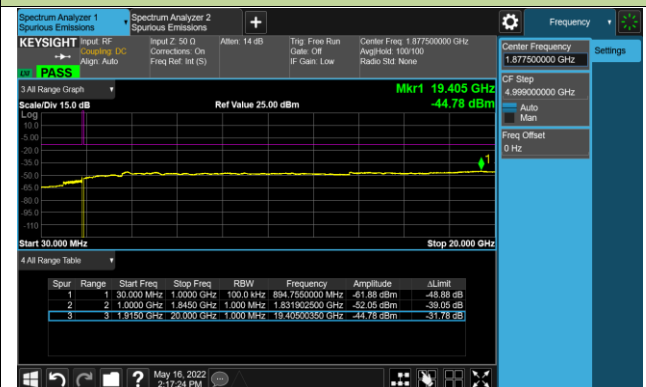 Spectrum Analyzer 1
Spurious Emissions
Spectrum Analyzer 2
Spurious Emissions
Frequency
KEYSIGHT
Input: RF
Coupling: DC
Align: Auto
Input Z: 50 Ω
Corrections: On
Freq Ref: Int (S)
Atten: 14 dB
Trig: Free Run
Gate: Off
IF Gain: Low
Center Freq: 1.877500000 GHz
Avg|Hold: 100/100
Radio Std: None
PASS
Center Frequency
1.877500000 GHz
Settings
CF Step
4.999000000 GHz
Auto
Man
Freq Offset
0 Hz
3 All Range Graph
Mkr1 19.405 GHz
-44.78 dBm
Scale/Div 15.0 dB
Ref Value 25.00 dBm
Log
10.0
-5.00
-20.0
-35.0
-50.0
-65.0
-80.0
-95.0
-110
1
Start 30.000 MHz
Stop 20.000 GHz
4 All Range Table
Spur Range Start Freq Stop Freq RBW Frequency Amplitude ΔLimit
1 1 30.000 MHz 1.0000 GHz 100.0 kHz 894.7550000 MHz -61.88 dBm -48.88 dB
2 2 1.0000 GHz 1.8450 GHz 1.000 MHz 1.831902500 GHz -52.05 dBm -39.05 dB
3 3 1.9150 GHz 20.000 GHz 1.000 MHz 19.40500350 GHz -44.78 dBm -31.78 dB
May 16, 2022
2:17:24 PM